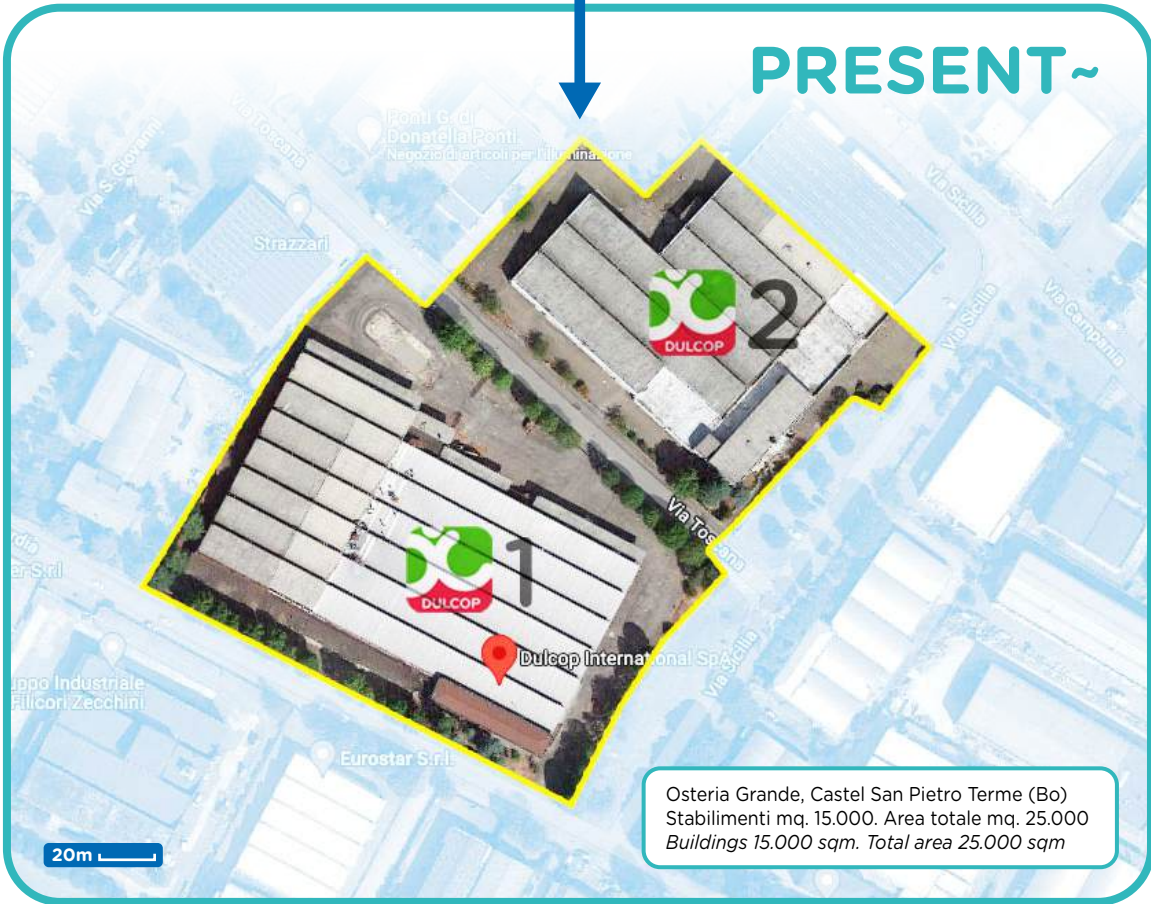 PRESENT~
Ponti G. di
Donatella Ponti
Negozio di articoli per l'illuminazione
Via Toscana
Via S. Giovanni
Strazzari
Via Sicilia
Via Sicilia
Via Campania
DULCOP
2
Via Toscana
DULCOP
1
Dulcop International SpA
Via Sicilia
er S.r.l
uppo Industriale
Filicori Zecchini
Eurostar S.r.l.
Osteria Grande, Castel San Pietro Terme (Bo)
Stabilimenti mq. 15.000. Area totale mq. 25.000
Buildings 15.000 sqm. Total area 25.000 sqm
20m